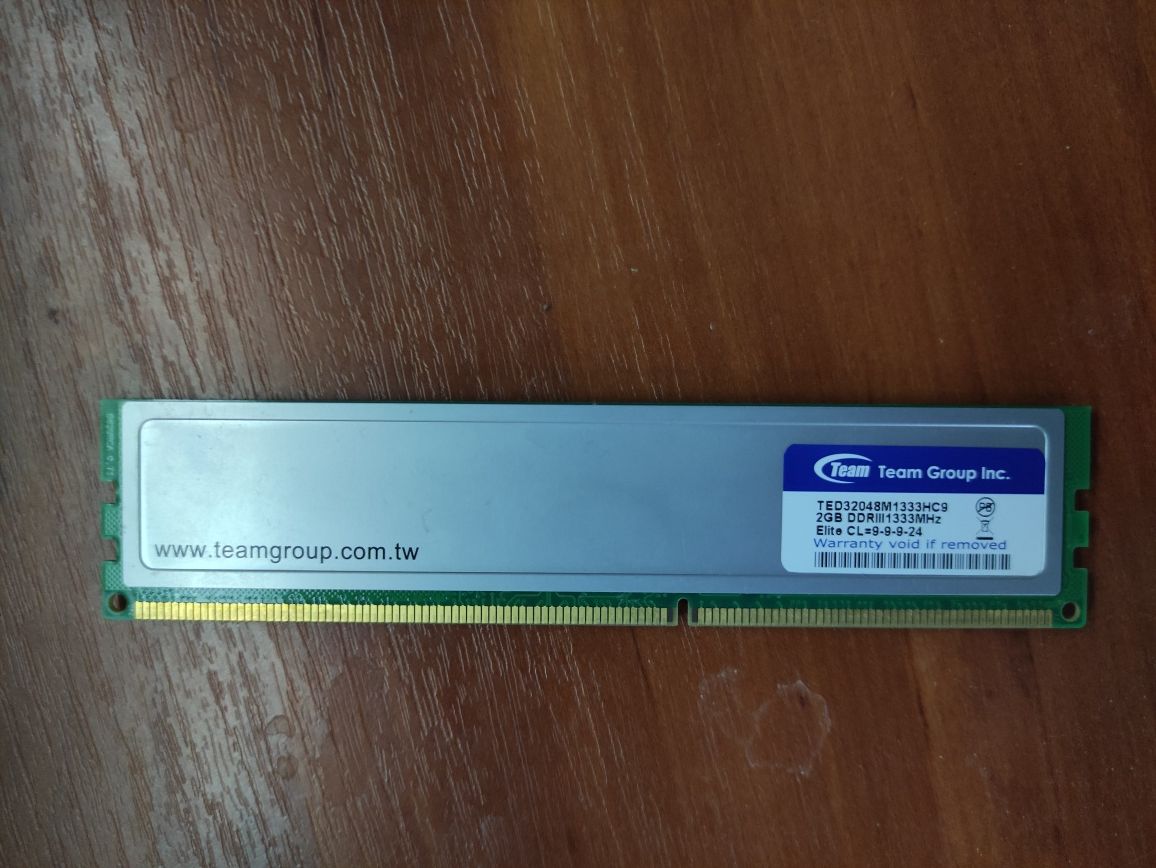 Team Team Group Inc.
TED32048M1333HC9
2GB DDRIII1333MHz
Elite CL=9-9-9-24
Warranty void if removed
www.teamgroup.com.tw